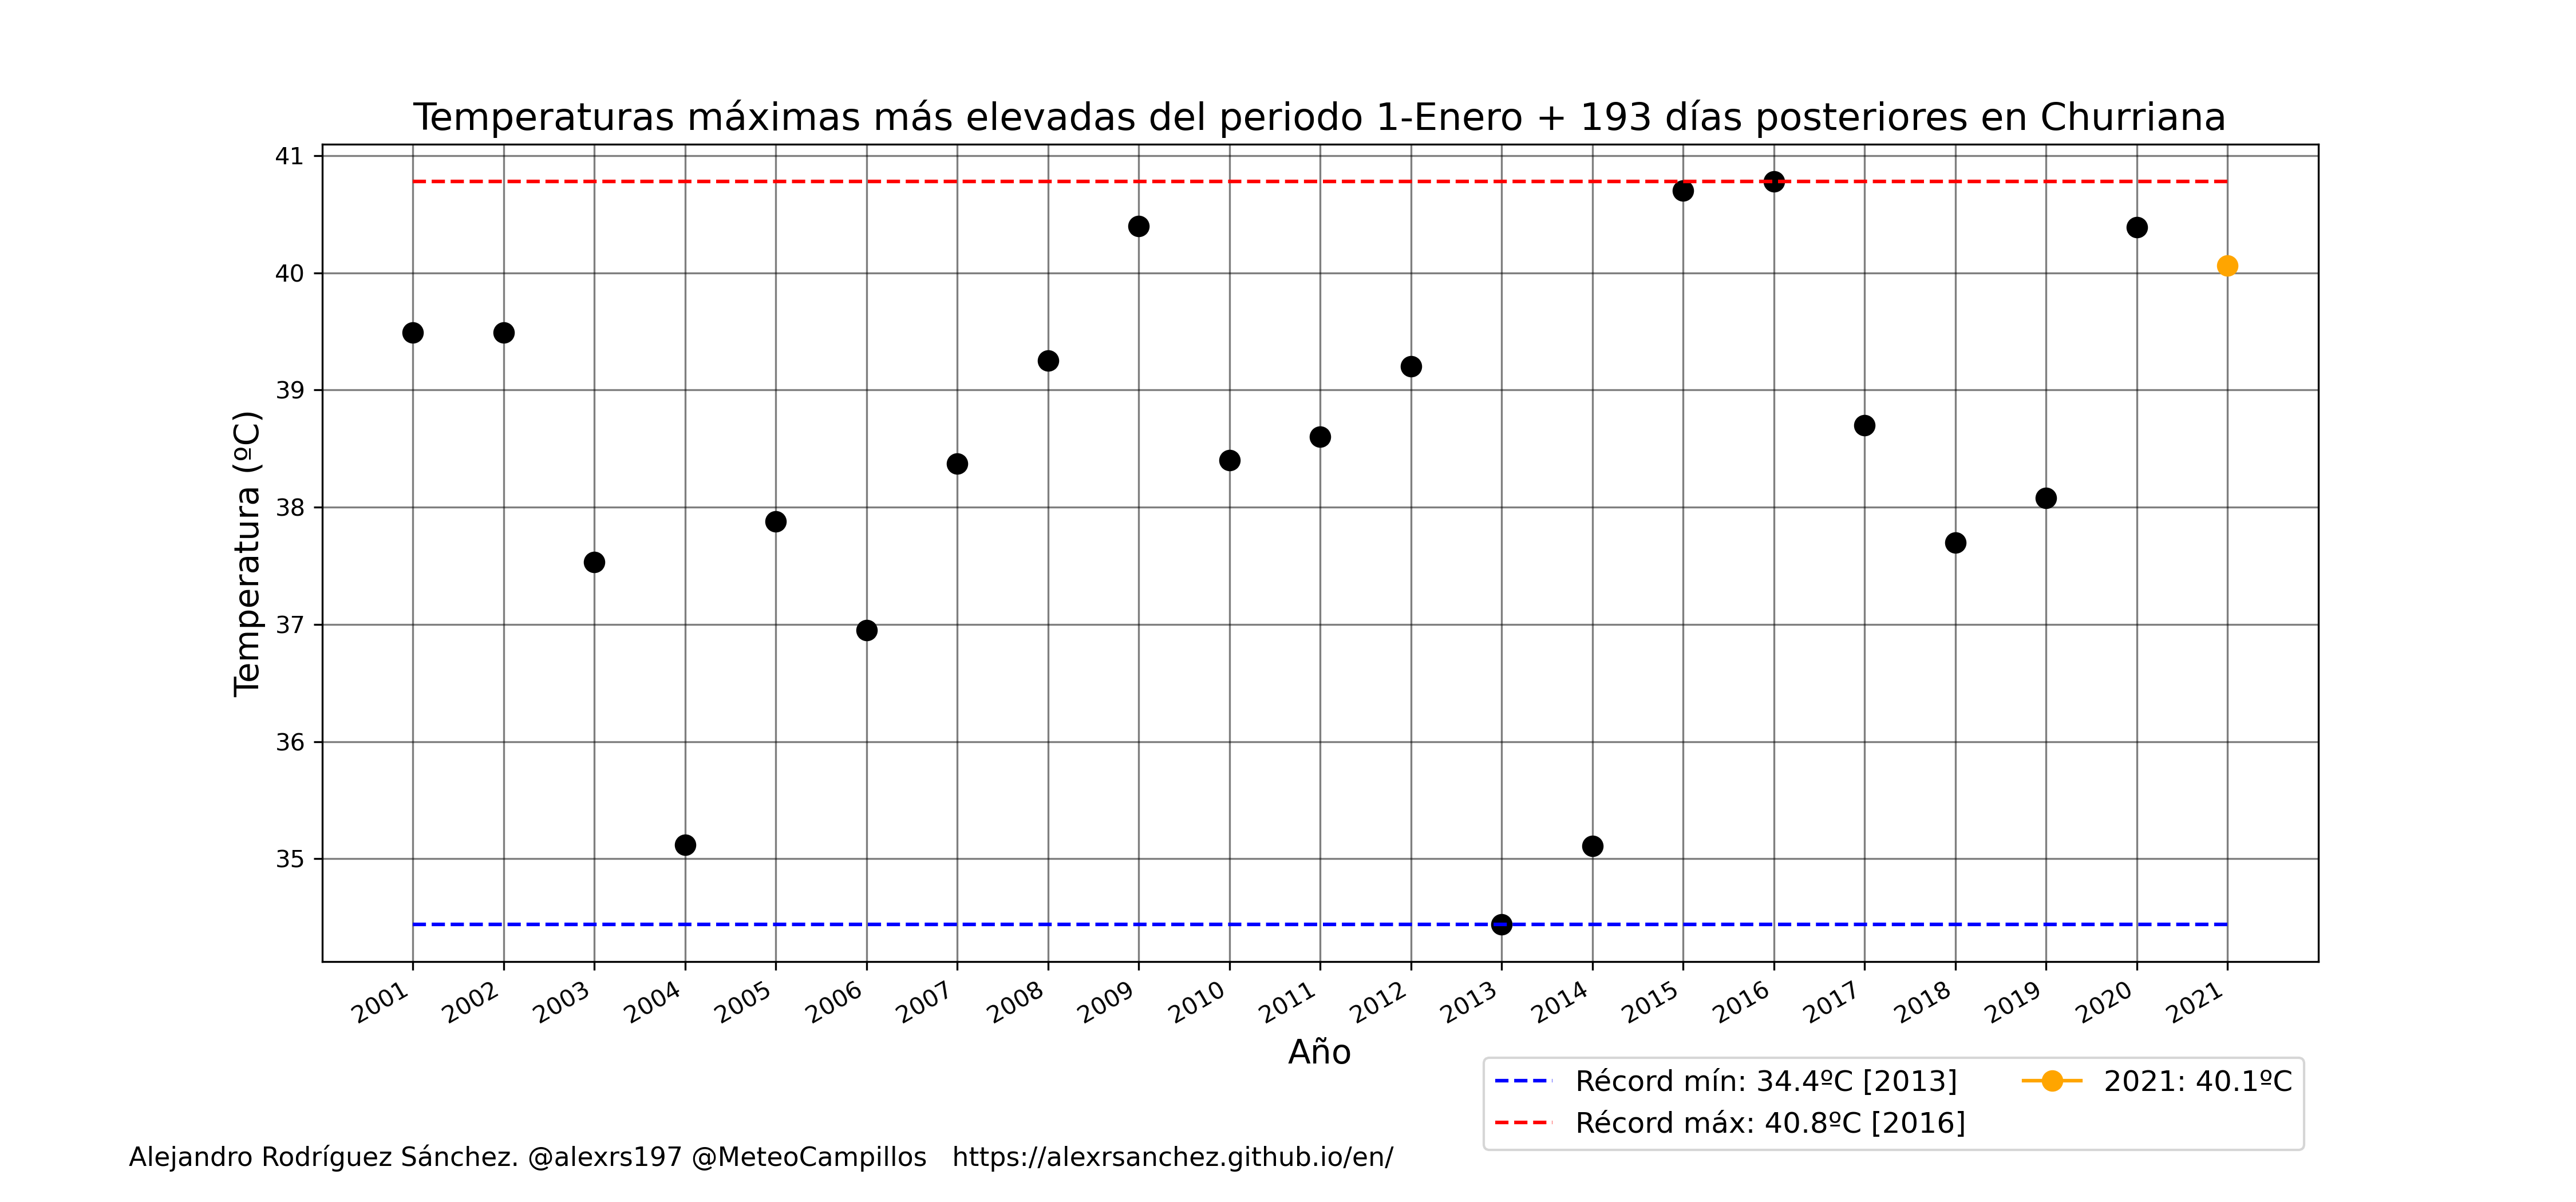 Temperaturas máximas más elevadas del periodo 1-Enero + 193 días posteriores en Churriana
Temperatura (ºC)
41
40
39
38
37
36
35
2001 2002 2003 2004 2005 2006 2007 2008 2009 2010 2011 2012 2013 2014 2015 2016 2017 2018 2019 2020 2021
Año
Récord mín: 34.4ºC [2013]
Récord máx: 40.8ºC [2016]
2021: 40.1ºC
Alejandro Rodríguez Sánchez. @alexrs197 @MeteoCampillos https://alexrsanchez.github.io/en/